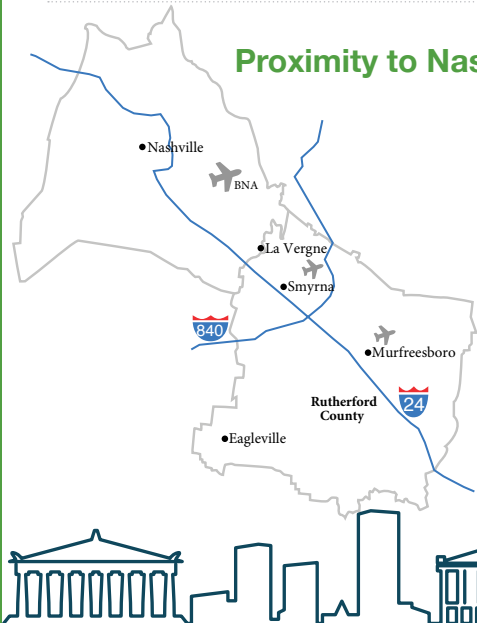 Proximity to Nas
Nashville
BNA
La Vergne
Smyrna
840
Murfreesboro
Rutherford
County
24
Eagleville